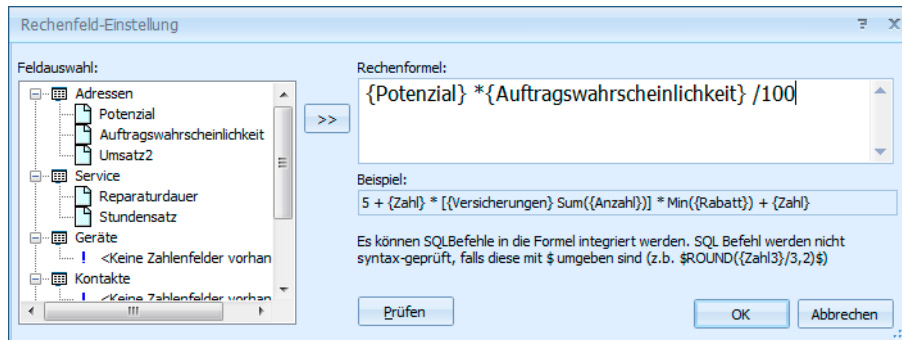 Rechenfeld-Einstellung
Feldauswahl:
Adressen
Potenzial
Auftragswahrscheinlichkeit
Umsatz2
Service
Reparaturdauer
Stundensatz
Geräte
! <Keine Zahlenfelder vorhan
Kontakte
! <Keine Zahlenfelder vorhan
>>
Rechenformel:
{Potenzial} *{Auftragswahrscheinlichkeit} /100
Beispiel:
5 + {Zahl} * [{Versicherungen} Sum({Anzahl})] * Min({Rabatt}) + {Zahl}
Es können SQLBefehle in die Formel integriert werden. SQL Befehl werden nicht
syntax-geprüft, falls diese mit $ umgeben sind (z.b. $ROUND({Zahl3}/3,2)$)
Prüfen
OK
Abbrechen